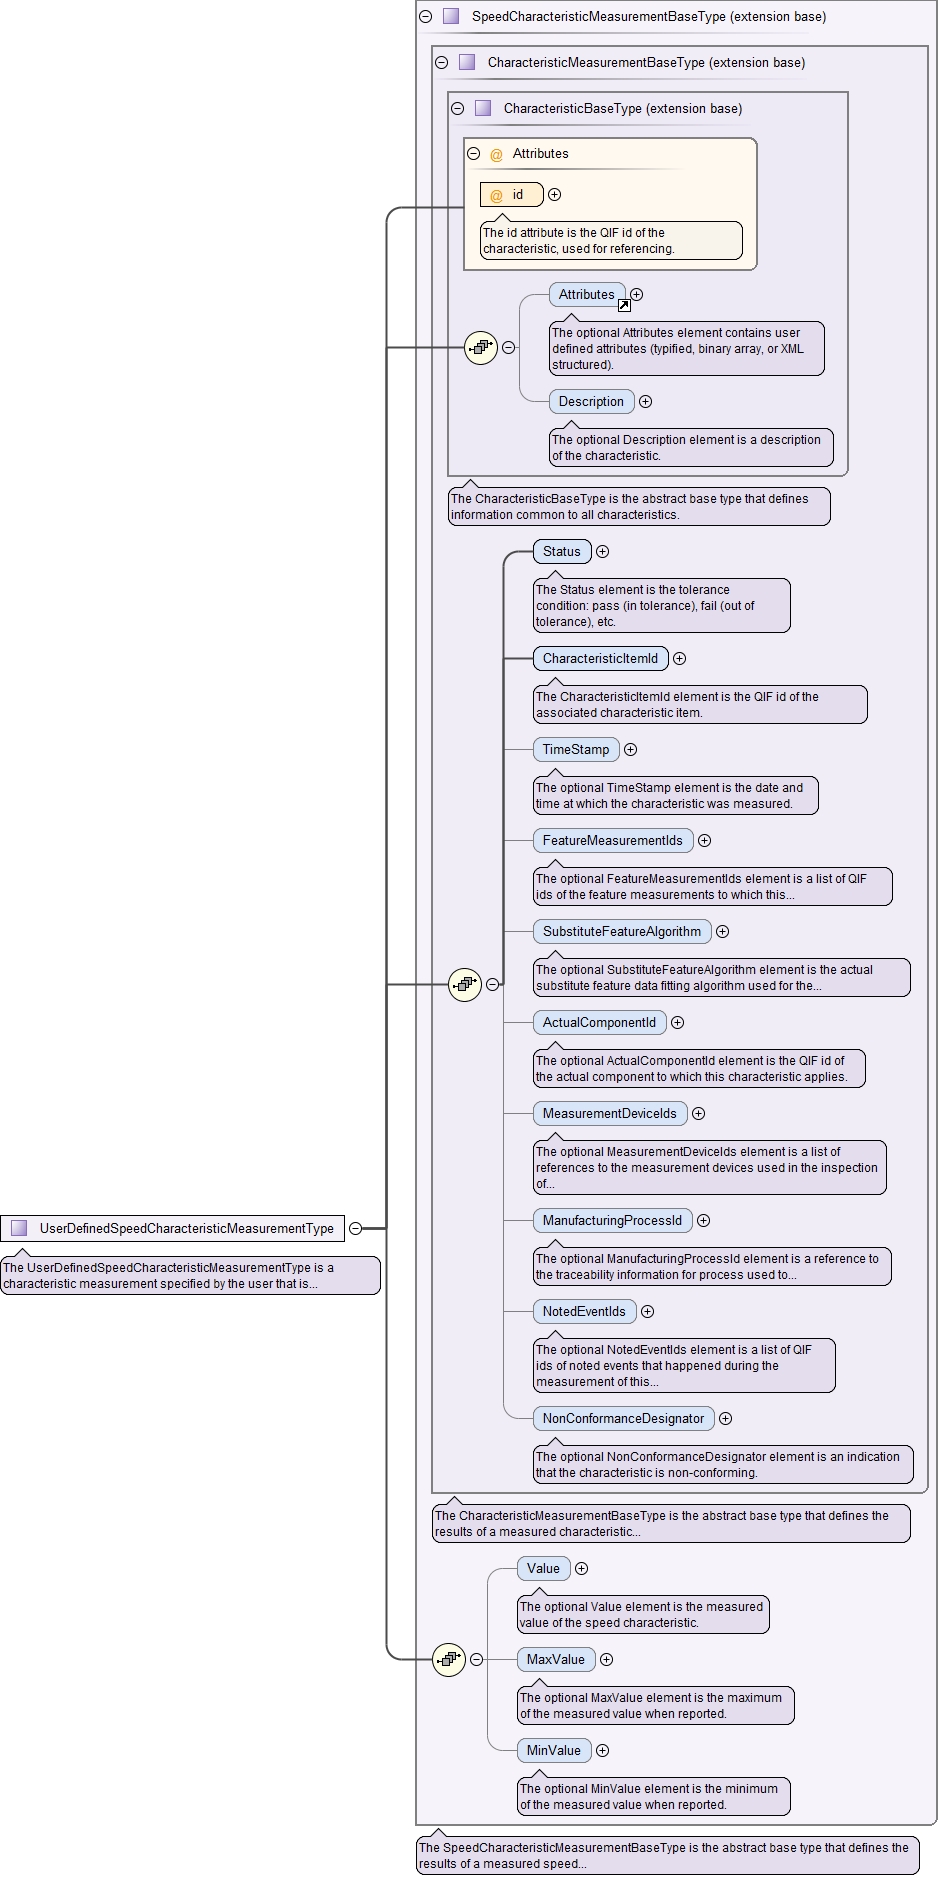 SpeedCharacteristicMeasurementBaseType (extension base)
CharacteristicMeasurementBaseType (extension base)
CharacteristicBaseType (extension base)
@ Attributes
@ id
The id attribute is the QIF id of the
characteristic, used for referencing.
Attributes
The optional Attributes element contains user
defined attributes (typified, binary array, or XML
structured).
Description
The optional Description element is a description
of the characteristic.
The CharacteristicBaseType is the abstract base type that defines
information common to all characteristics.
Status
The Status element is the tolerance
condition: pass (in tolerance), fail (out of
tolerance), etc.
CharacteristicItemId
The CharacteristicItemId element is the QIF id of the
associated characteristic item.
TimeStamp
The optional TimeStamp element is the date and
time at which the characteristic was measured.
FeatureMeasurementIds
The optional FeatureMeasurementIds element is a list of QIF
ids of the feature measurements to which this...
SubstituteFeatureAlgorithm
The optional SubstituteFeatureAlgorithm element is the actual
substitute feature data fitting algorithm used for the...
ActualComponentId
The optional ActualComponentId element is the QIF id of
the actual component to which this characteristic applies.
MeasurementDeviceIds
The optional MeasurementDeviceIds element is a list of
references to the measurement devices used in the inspection
of...
ManufacturingProcessId
The optional ManufacturingProcessId element is a reference to
the traceability information for process used to...
UserDefinedSpeedCharacteristicMeasurementType
The UserDefinedSpeedCharacteristicMeasurementType is a
characteristic measurement specified by the user that is...
NotedEventIds
The optional NotedEventIds element is a list of QIF
ids of noted events that happened during the
measurement of this...
NonConformanceDesignator
The optional NonConformanceDesignator element is an indication
that the characteristic is non-conforming.
The CharacteristicMeasurementBaseType is the abstract base type that defines the
results of a measured characteristic...
Value
The optional Value element is the measured
value of the speed characteristic.
MaxValue
The optional MaxValue element is the maximum
of the measured value when reported.
MinValue
The optional MinValue element is the minimum
of the measured value when reported.
The SpeedCharacteristicMeasurementBaseType is the abstract base type that defines the
results of a measured speed...